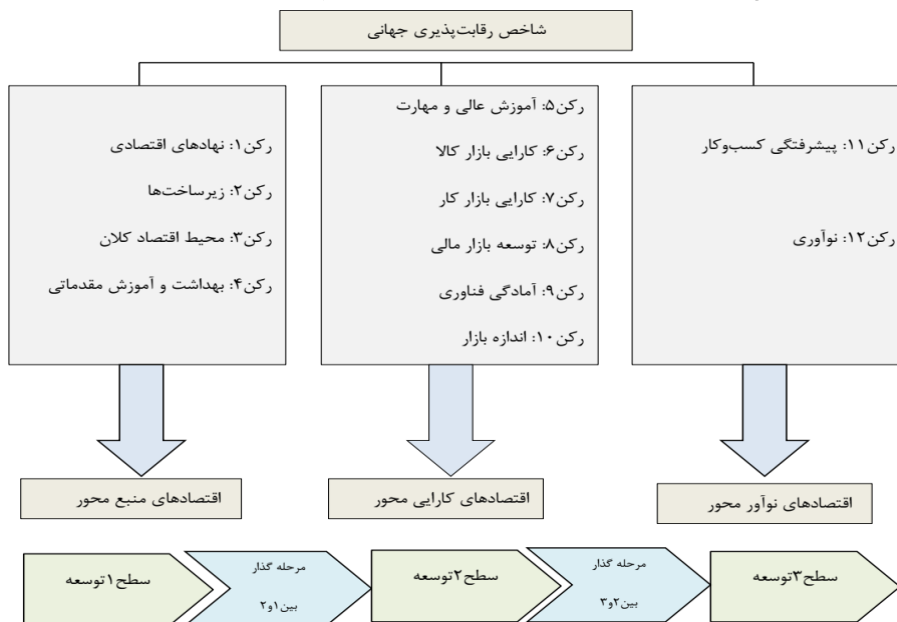 شاخص رقابت‌پذیری جهانی
رکن۱: نهادهای اقتصادی
رکن۲: زیرساخت‌ها
رکن۳: محیط اقتصاد کلان
رکن۴: بهداشت و آموزش مقدماتی
رکن۵: آموزش عالی و مهارت
رکن۶: کارایی بازار کالا
رکن۷: کارایی بازار کار
رکن۸: توسعه بازار مالی
رکن۹: آمادگی فناوری
رکن۱۰: اندازه بازار
رکن۱۱: پیشرفتگی کسب‌وکار
رکن۱۲: نوآوری
اقتصادهای منبع محور
اقتصادهای کارایی محور
اقتصادهای نوآور محور
سطح۱توسعه
مرحله گذار
بین۱و۲
سطح۲توسعه
مرحله گذار
بین۲و۳
سطح۳توسعه